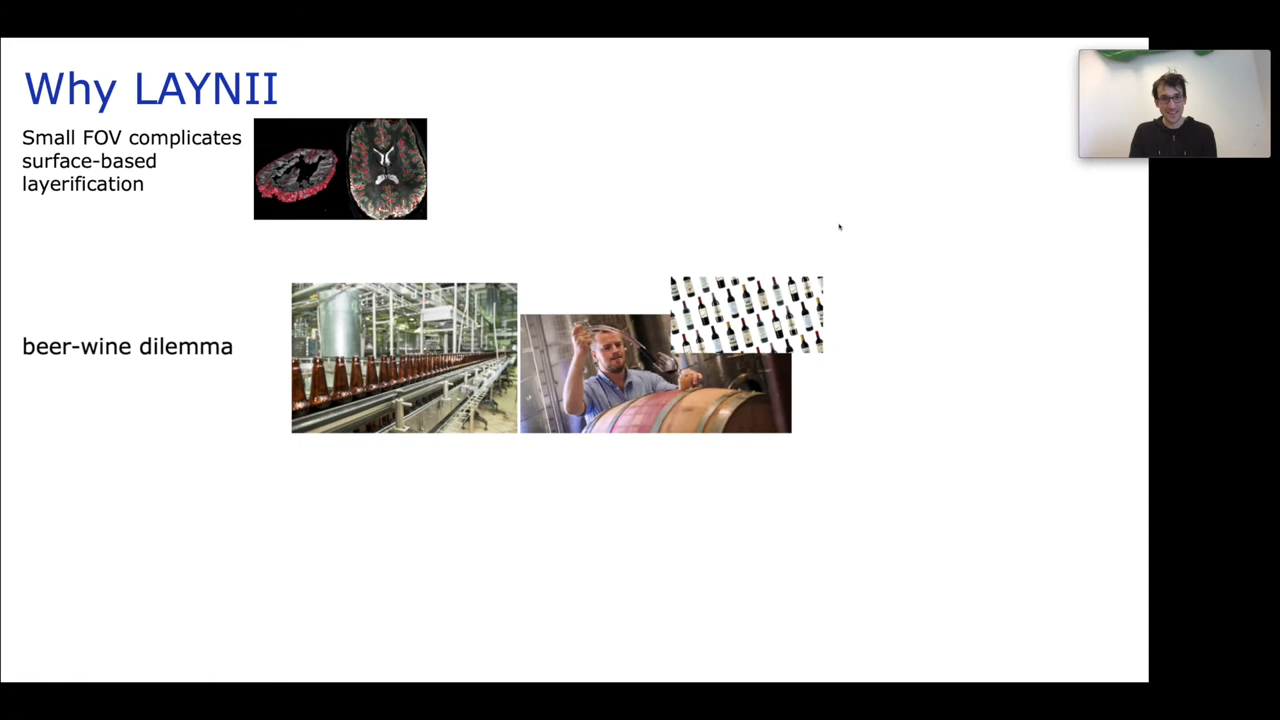 Why LAYNII
Small FOV complicates
surface-based
layerification
beer-wine dilemma